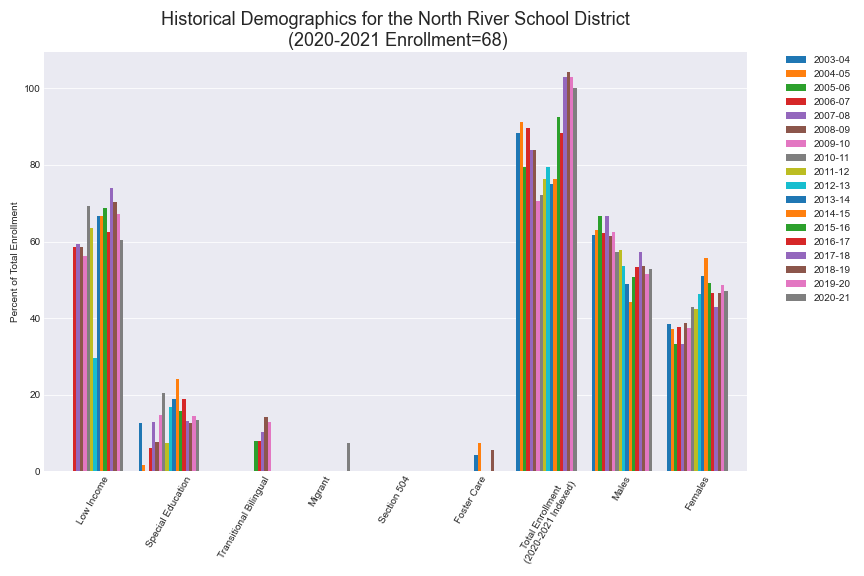 Historical Demographics for the North River School District
(2020-2021 Enrollment=68)
Percent of Total Enrollment
100
80
60
40
20
0
Low Income
Special Education
Transitional Bilingual
Migrant
Section 504
Foster Care
Total Enrollment
(2020-2021 Indexed)
Males
Females
2003-04
2004-05
2005-06
2006-07
2007-08
2008-09
2009-10
2010-11
2011-12
2012-13
2013-14
2014-15
2015-16
2016-17
2017-18
2018-19
2019-20
2020-21